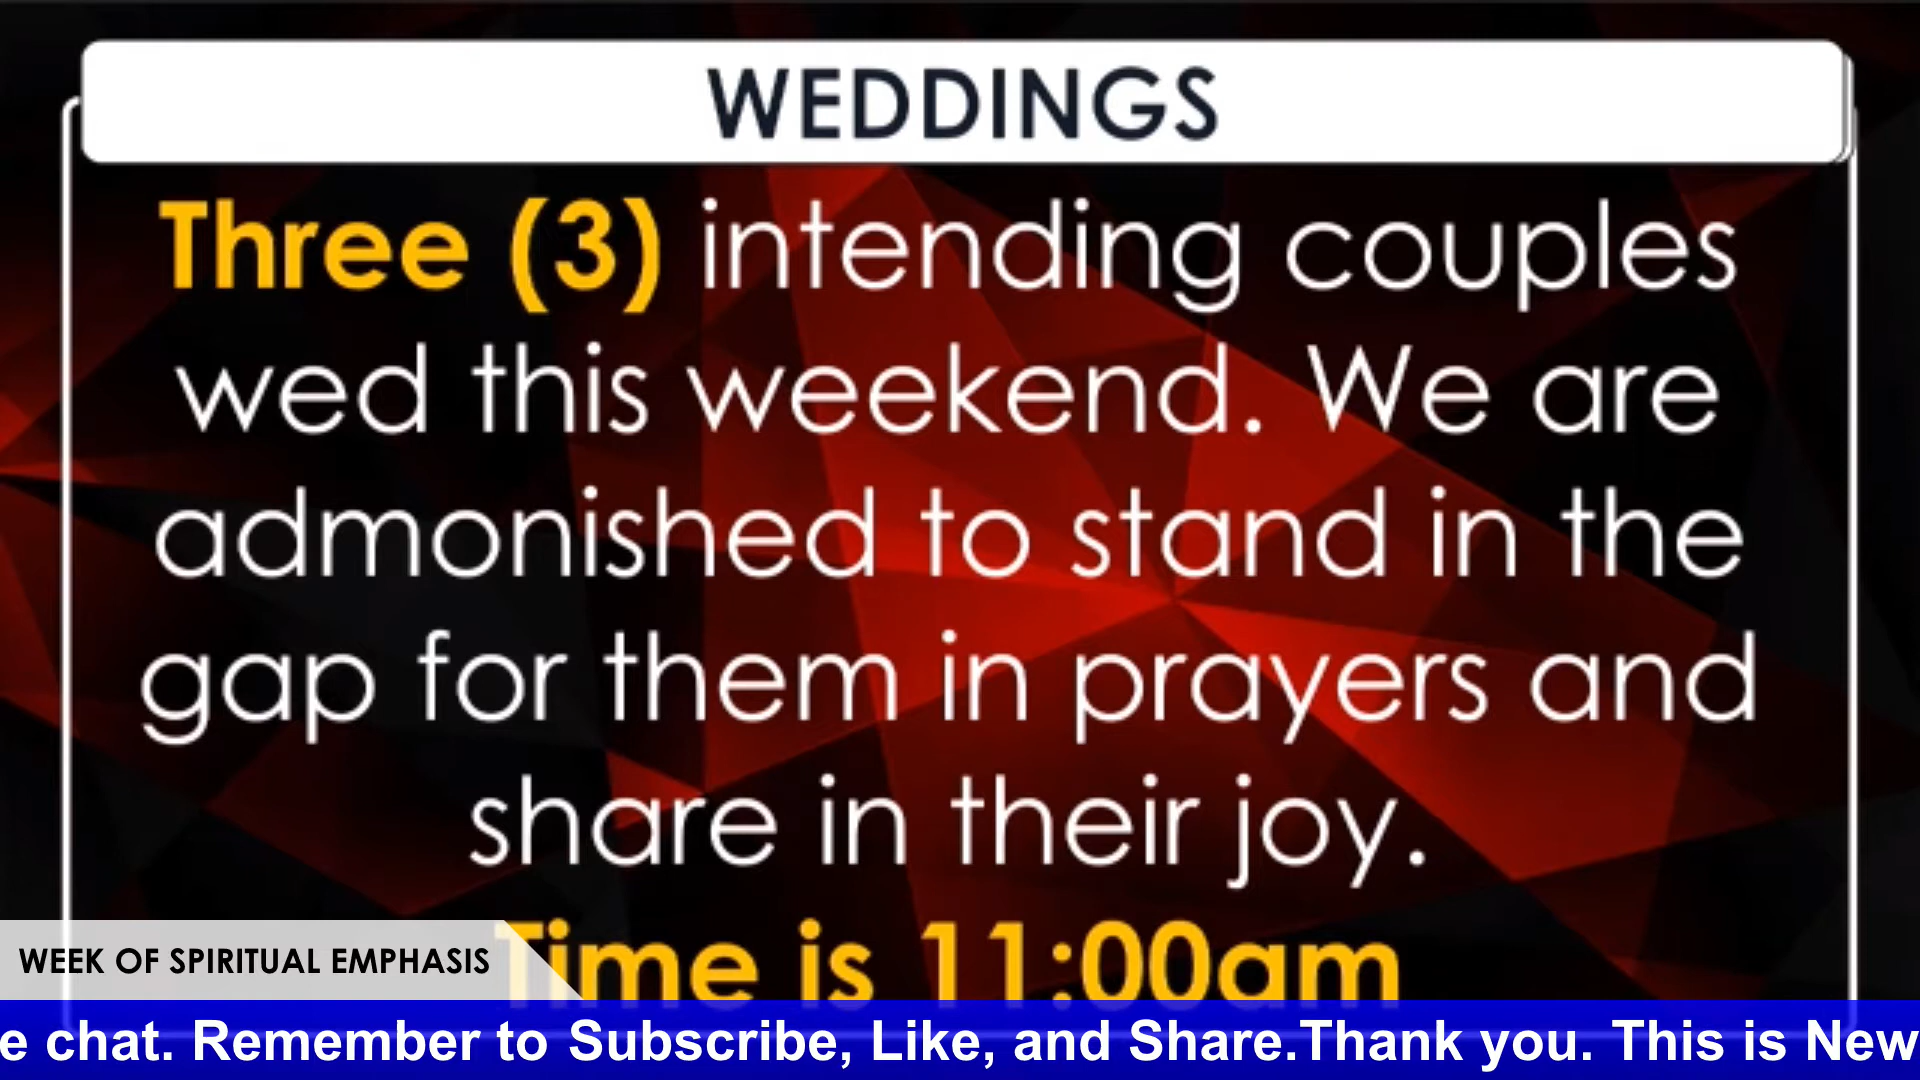 WEDDINGS
Three (3) intending couples
wed this weekend. We are
admonished to stand in the
gap for them in prayers and
share in their joy.
Time is 11:00am
WEEK OF SPIRITUAL EMPHASIS
e chat. Remember to Subscribe, Like, and Share.Thank you. This is New